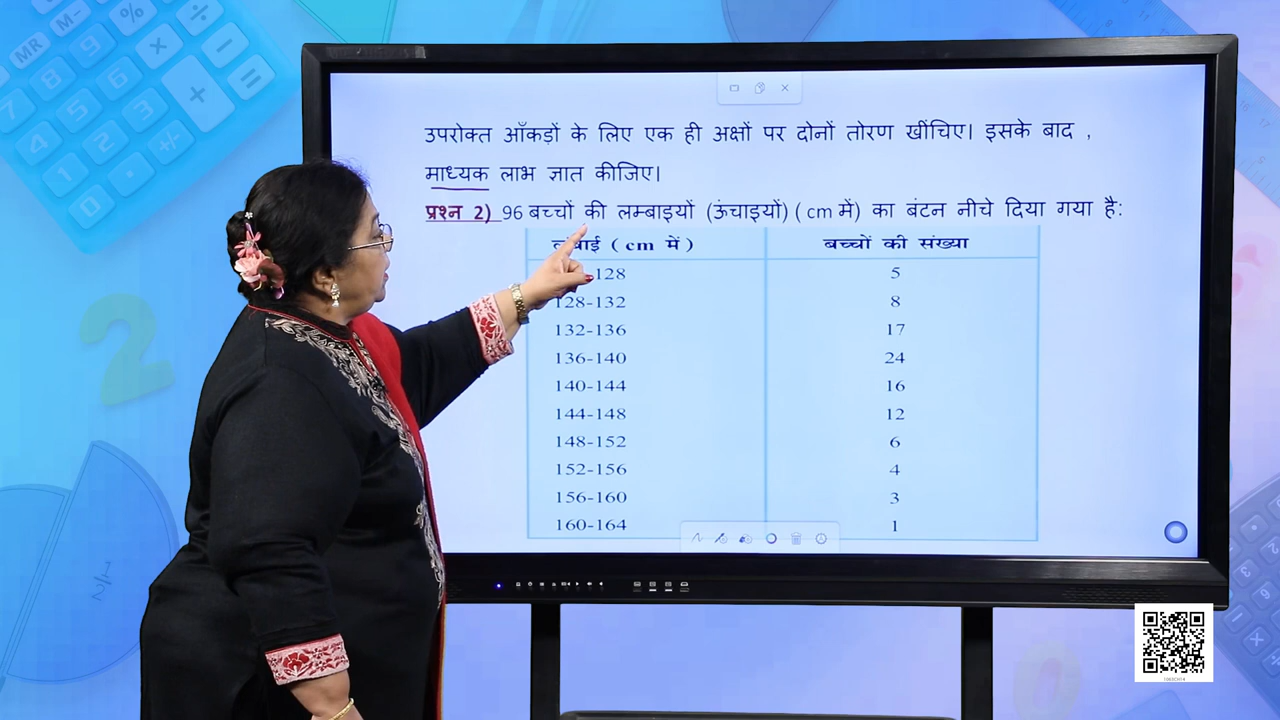 उपरोक्त आँकड़ों के लिए एक ही अक्षों पर दोनों तोरण खींचिए। इसके बाद ,
माध्यक लाभ ज्ञात कीजिए।
प्रश्न 2) 96 बच्चों की लम्बाइयों (ऊंचाइयों) ( cm में) का बंटन नीचे दिया गया है:
( cm में ) बच्चों की संख्या
128 5
128-132 8
132-136 17
136-140 24
140-144 16
144-148 12
148-152 6
152-156 4
156-160 3
160-164 1